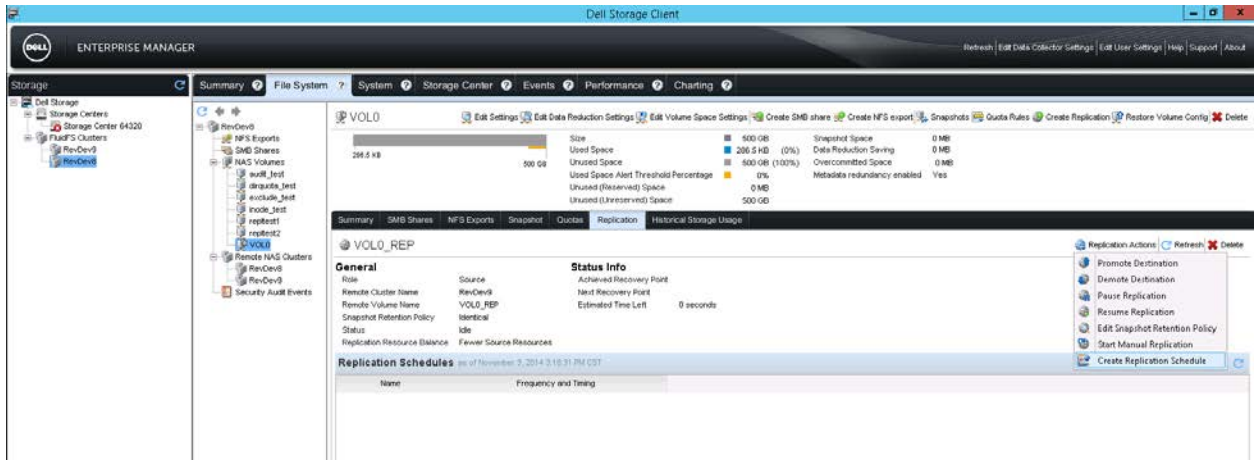 Dell Storage Client
DELL ENTERPRISE MANAGER Refresh Edit Data Collector Settings Edit User Settings Help Support About
Storage Summary File System System Storage Center Events Performance Charting
Dell Storage
Storage Centers
Storage Center 64320
FluidFS Clusters
RevDev9
RevDev8
RevDev8
NFS Exports
SMB Shares
NAS Volumes
audit_test
dirquota_test
exclude_test
inode_test
repltest1
repltest2
VOL0
Remote NAS Clusters
RevDev8
RevDev9
Security Audit Events
VOL0 Edit Settings Edit Data Reduction Settings Edit Volume Space Settings Create SMB share Create NFS export Snapshots Quota Rules Create Replication Restore Volume Config Delete
500 GB
Size 500 GB Snapshot Space 0 MB
Used Space (0%) Data Reduction Saving 0 MB
Unused Space 500 GB (100%) Overcommitted Space 0 MB
Used Space Alert Threshold Percentage 0% Metadata redundancy enabled Yes
Unused (Reserved) Space 0 MB
Unused (Unreserved) Space 500 GB
Summary SMB Shares NFS Exports Snapshot Quotas Replication Historical Storage Usage
VOL0_REP Replication Actions Refresh Delete
General
Role Source
Remote Cluster Name RevDev9
Remote Volume Name VOL0_REP
Snapshot Retention Policy Identical
Status Idle
Replication Resource Balance Fewer Source Resources
Status Info
Achieved Recovery Point
Next Recovery Point
Estimated Time Left 0 seconds
Promote Destination
Demote Destination
Pause Replication
Resume Replication
Edit Snapshot Retention Policy
Start Manual Replication
Create Replication Schedule
Replication Schedules as of November 2014 PM CST
Name Frequency and Timing